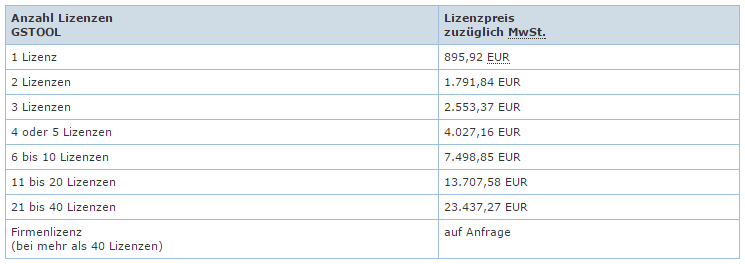 Anzahl Lizenzen
GSTOOL
Lizenzpreis
zuzüglich MwSt.
1 Lizenz
895,92 EUR
2 Lizenzen
1.791,84 EUR
3 Lizenzen
2.553,37 EUR
4 oder 5 Lizenzen
4.027,16 EUR
6 bis 10 Lizenzen
7.498,85 EUR
11 bis 20 Lizenzen
13.707,58 EUR
21 bis 40 Lizenzen
23.437,27 EUR
Firmenlizenz
(bei mehr als 40 Lizenzen)
auf Anfrage